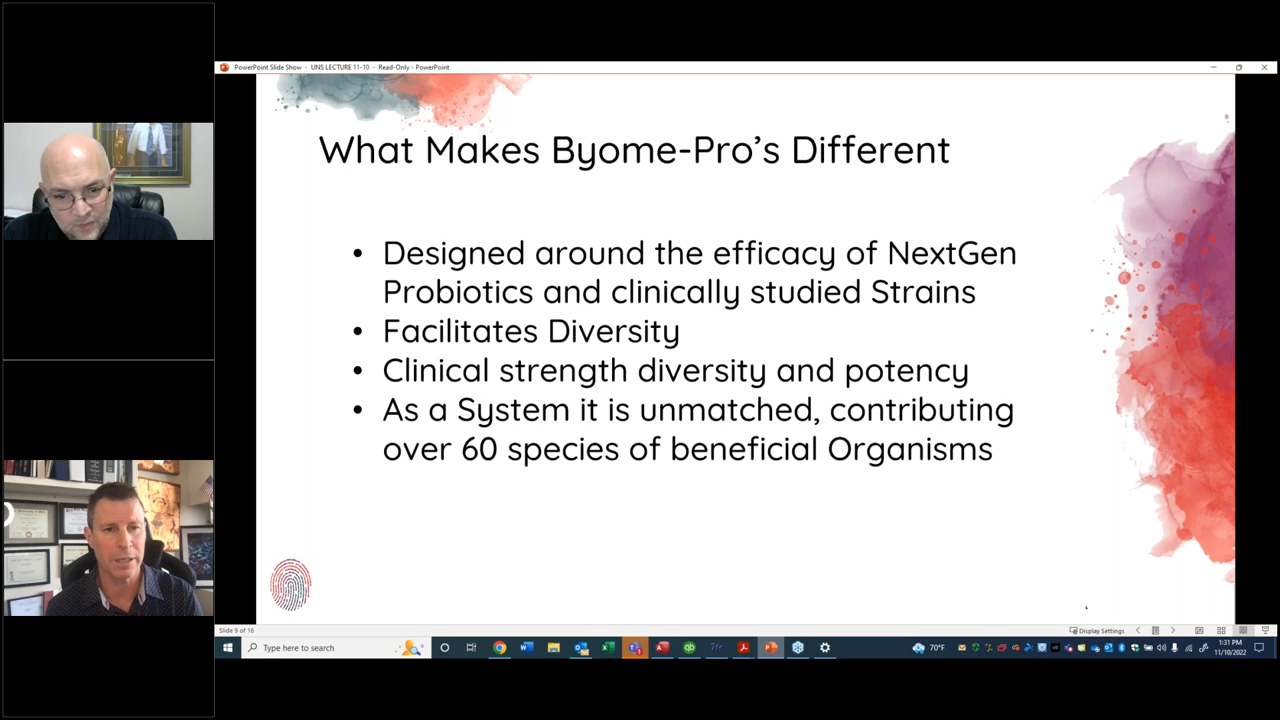 PowerPoint Slide Show - UNS LECTURE 11-10 - Read-Only - PowerPoint
What Makes Byome-Pro's Different
• Designed around the efficacy of NextGen
Probiotics and clinically studied Strains
• Facilitates Diversity
• Clinical strength diversity and potency
• As a System it is unmatched, contributing
over 60 species of beneficial Organisms
Slide 9 of 16
Display Settings
Type here to search
70°F
1:31 PM
11/10/2022